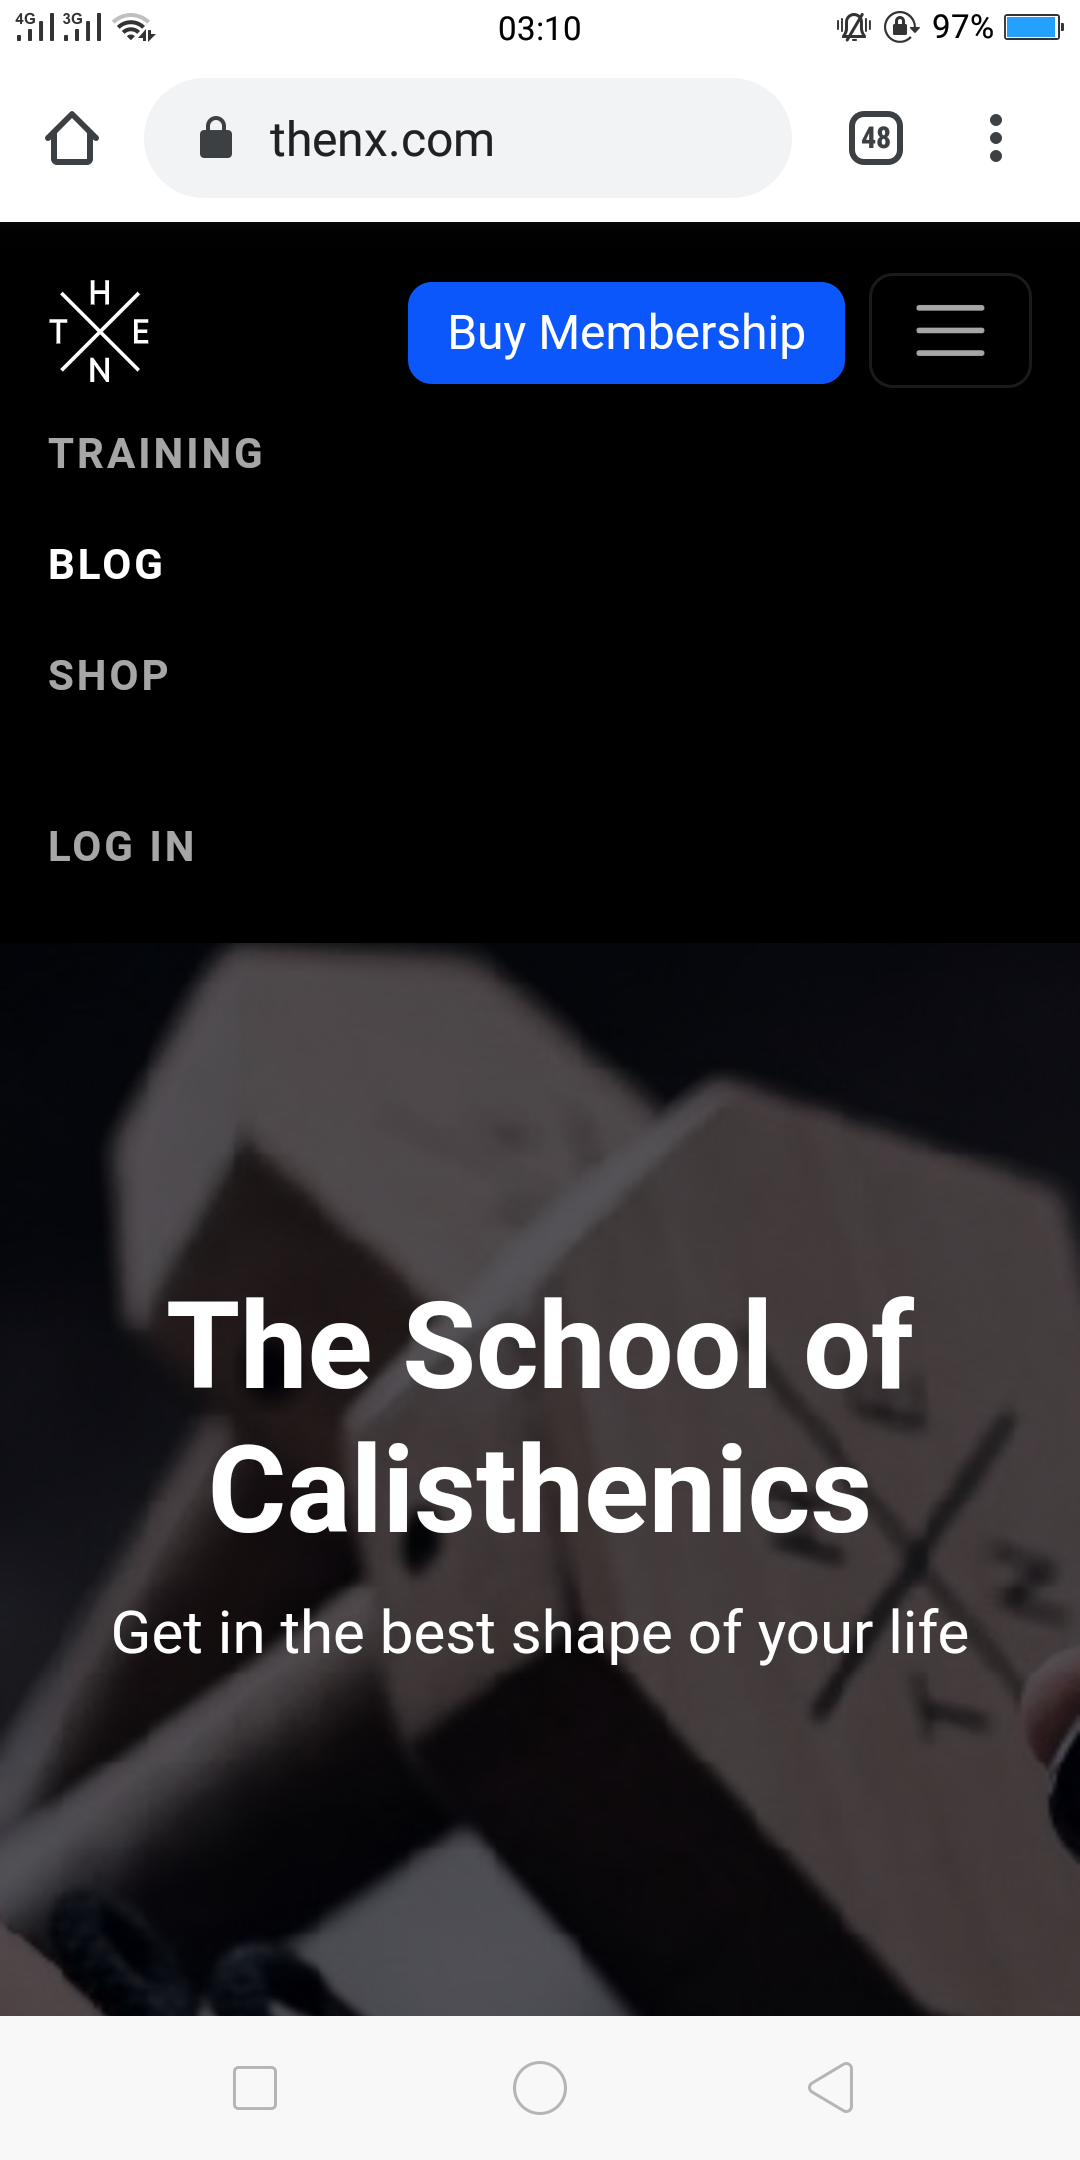 4G 3G 03:10 97%
thenx.com 48
T H E N
Buy Membership
TRAINING
BLOG
SHOP
LOG IN
The School of
Calisthenics
Get in the best shape of your life
T H E N